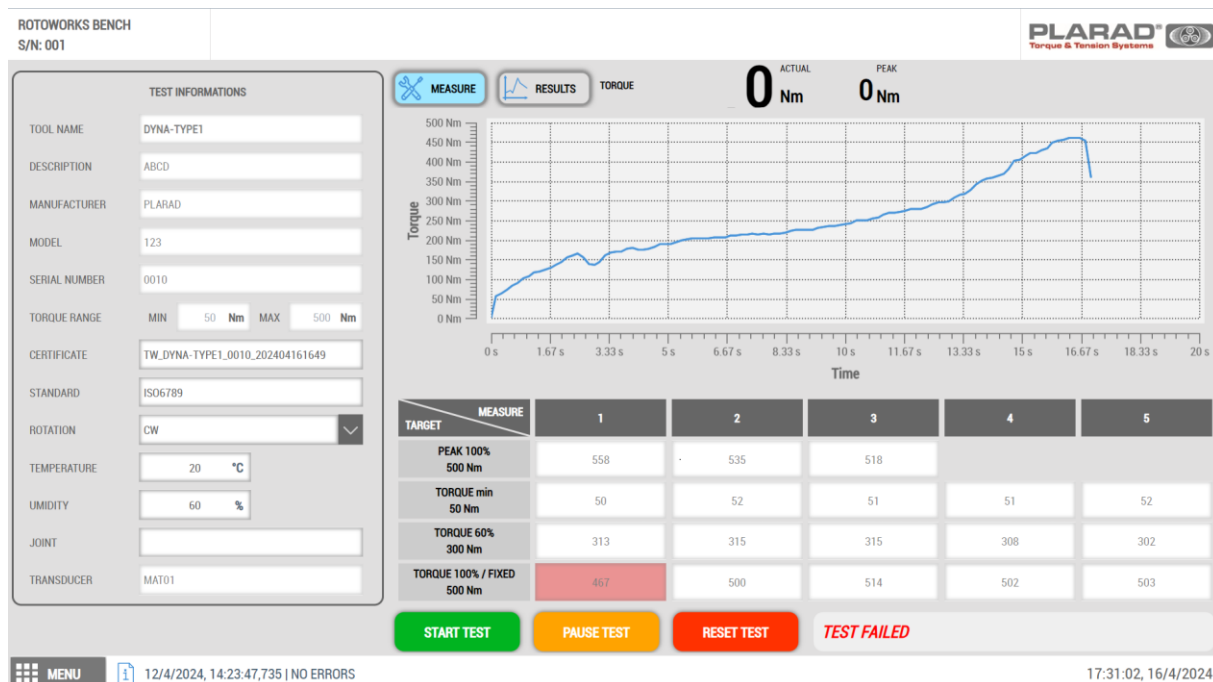 ROTOWORKS BENCH
S/N: 001
PLARAD®
Torque & Tension Systems
TEST INFORMATIONS
TOOL NAME DYNA-TYPE1
DESCRIPTION ABCD
MANUFACTURER PLARAD
MODEL 123
SERIAL NUMBER 0010
TORQUE RANGE MIN 50 Nm MAX 500 Nm
CERTIFICATE TW_DYNA-TYPE1_0010_202404161649
STANDARD ISO6789
ROTATION CW
TEMPERATURE 20 °C
UMIDITY 60 %
JOINT
TRANSDUCER MAT01
MEASURE RESULTS TORQUE
ACTUAL
0 Nm
PEAK
0 Nm
500 Nm
450 Nm
400 Nm
350 Nm
300 Nm
250 Nm
200 Nm
150 Nm
100 Nm
50 Nm
0 Nm
Torque
0 s 1.67 s 3.33 s 5 s 6.67 s 8.33 s 10 s 11.67 s 13.33 s 15 s 16.67 s 18.33 s 20 s
Time
MEASURE
TARGET
1 2 3 4 5
PEAK 100%
500 Nm
558 535 518
TORQUE min
50 Nm
50 52 51 51 52
TORQUE 60%
300 Nm
313 315 315 308 302
TORQUE 100% / FIXED
500 Nm
467 500 514 502 503
START TEST PAUSE TEST RESET TEST TEST FAILED
MENU 12/4/2024, 14:23:47,735 | NO ERRORS 17:31:02, 16/4/2024